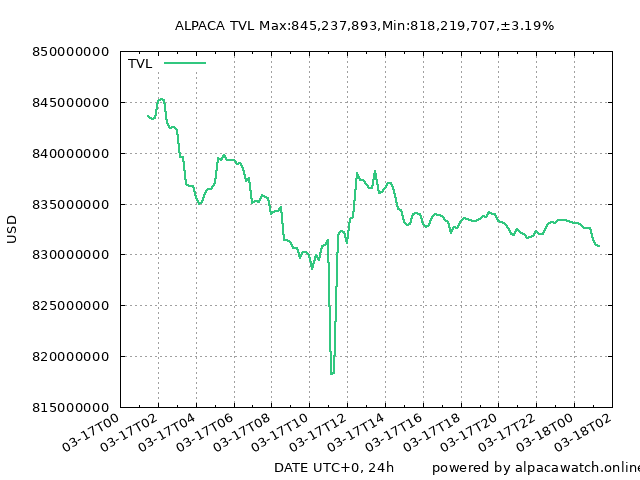 ALPACA TVL Max:845,237,893,Min:818,219,707,±3.19%
850000000
TVL
845000000
840000000
835000000
USD
830000000
825000000
820000000
815000000
03-17T00
03-17T02
03-17T04
03-17T06
03-17T08
03-17T10
03-17T12
03-17T14
03-17T16
03-17T18
03-17T20
03-17T22
03-18T00
03-18T02
DATE UTC+0, 24h
powered by alpacawatch.online